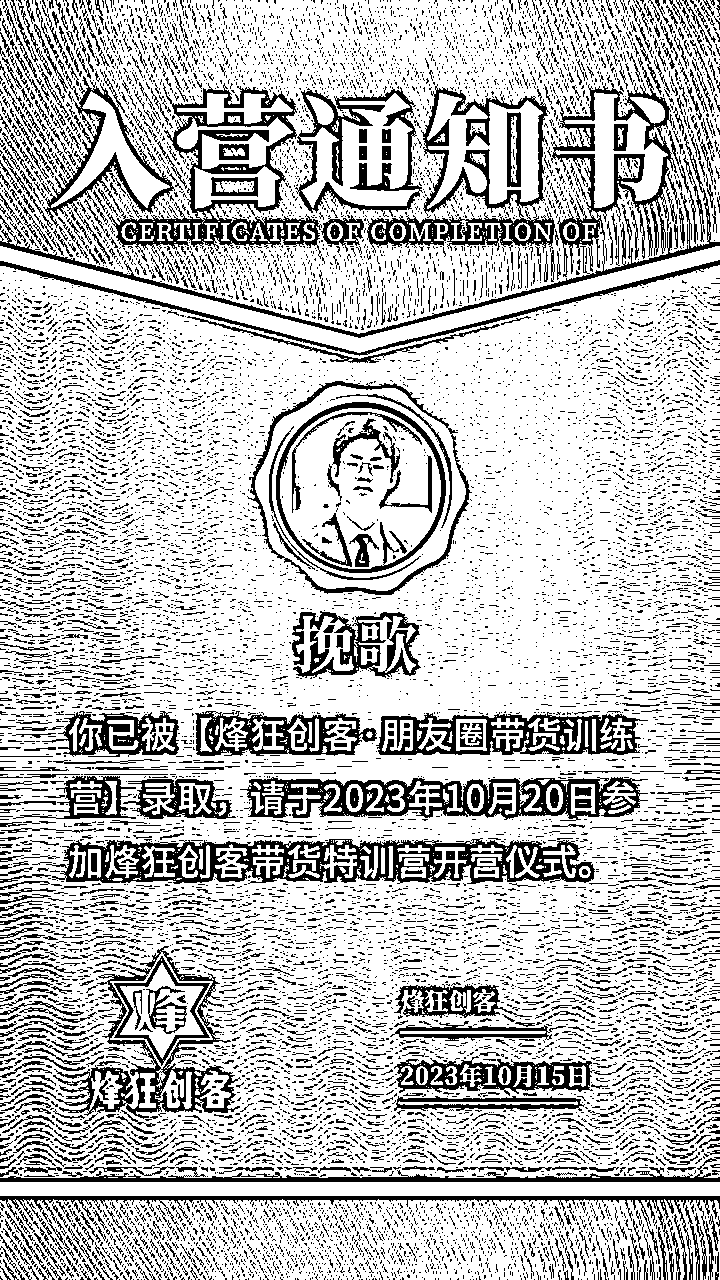 入营通知书
CERTIFICATES OF COMPLETION OF
挽歌
你已被【烽狂创客·朋友圈带货训练
营】录取，请于2023年10月20日参
加烽狂创客带货特训营开营仪式。
烽
烽狂创客
烽狂创客
2023年10月15日